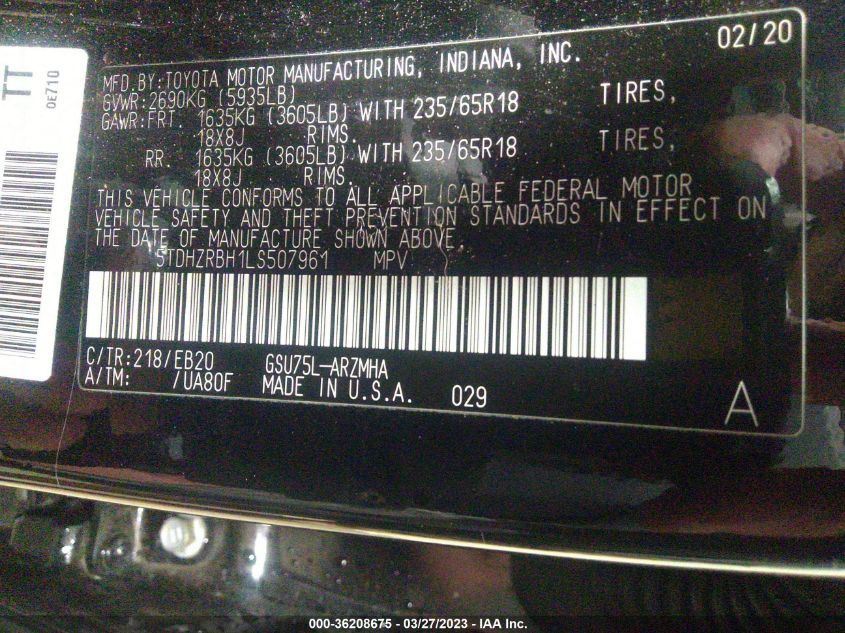 TT
0E710
02/20
MFD.BY:TOYOTA MOTOR MANUFACTURING, INDIANA, INC.
GVWR:2690KG (5935LB)
GAWR:FRT. 1635KG (3605LB) WITH 235/65R18 TIRES,
18X8J RIMS.
RR. 1635KG (3605LB) WITH 235/65R18 TIRES,
18X8J RIMS.
THIS VEHICLE CONFORMS TO ALL APPLICABLE FEDERAL MOTOR
VEHICLE SAFETY AND THEFT PREVENTION STANDARDS IN EFFECT ON
THE DATE OF MANUFACTURE SHOWN ABOVE.
5TDHZRBH1LS507961 MPV
C/TR:218/EB20 GSU75L-ARZMHA
A/TM: /UA80F MADE IN U.S.A. 029
A
000-36208675 - 03/27/2023 - IAA Inc.